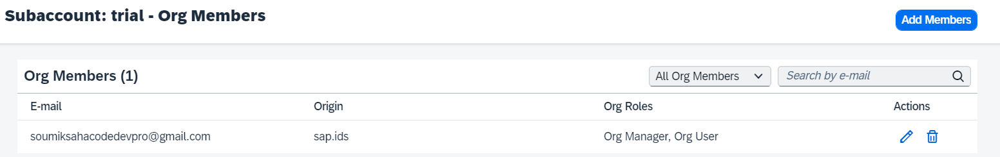 Subaccount: trial - Org Members
Add Members
Org Members (1)
All Org Members
Search by e-mail
E-mail Origin Org Roles Actions
soumiksahacodedevpro@gmail.com sap.ids Org Manager, Org User